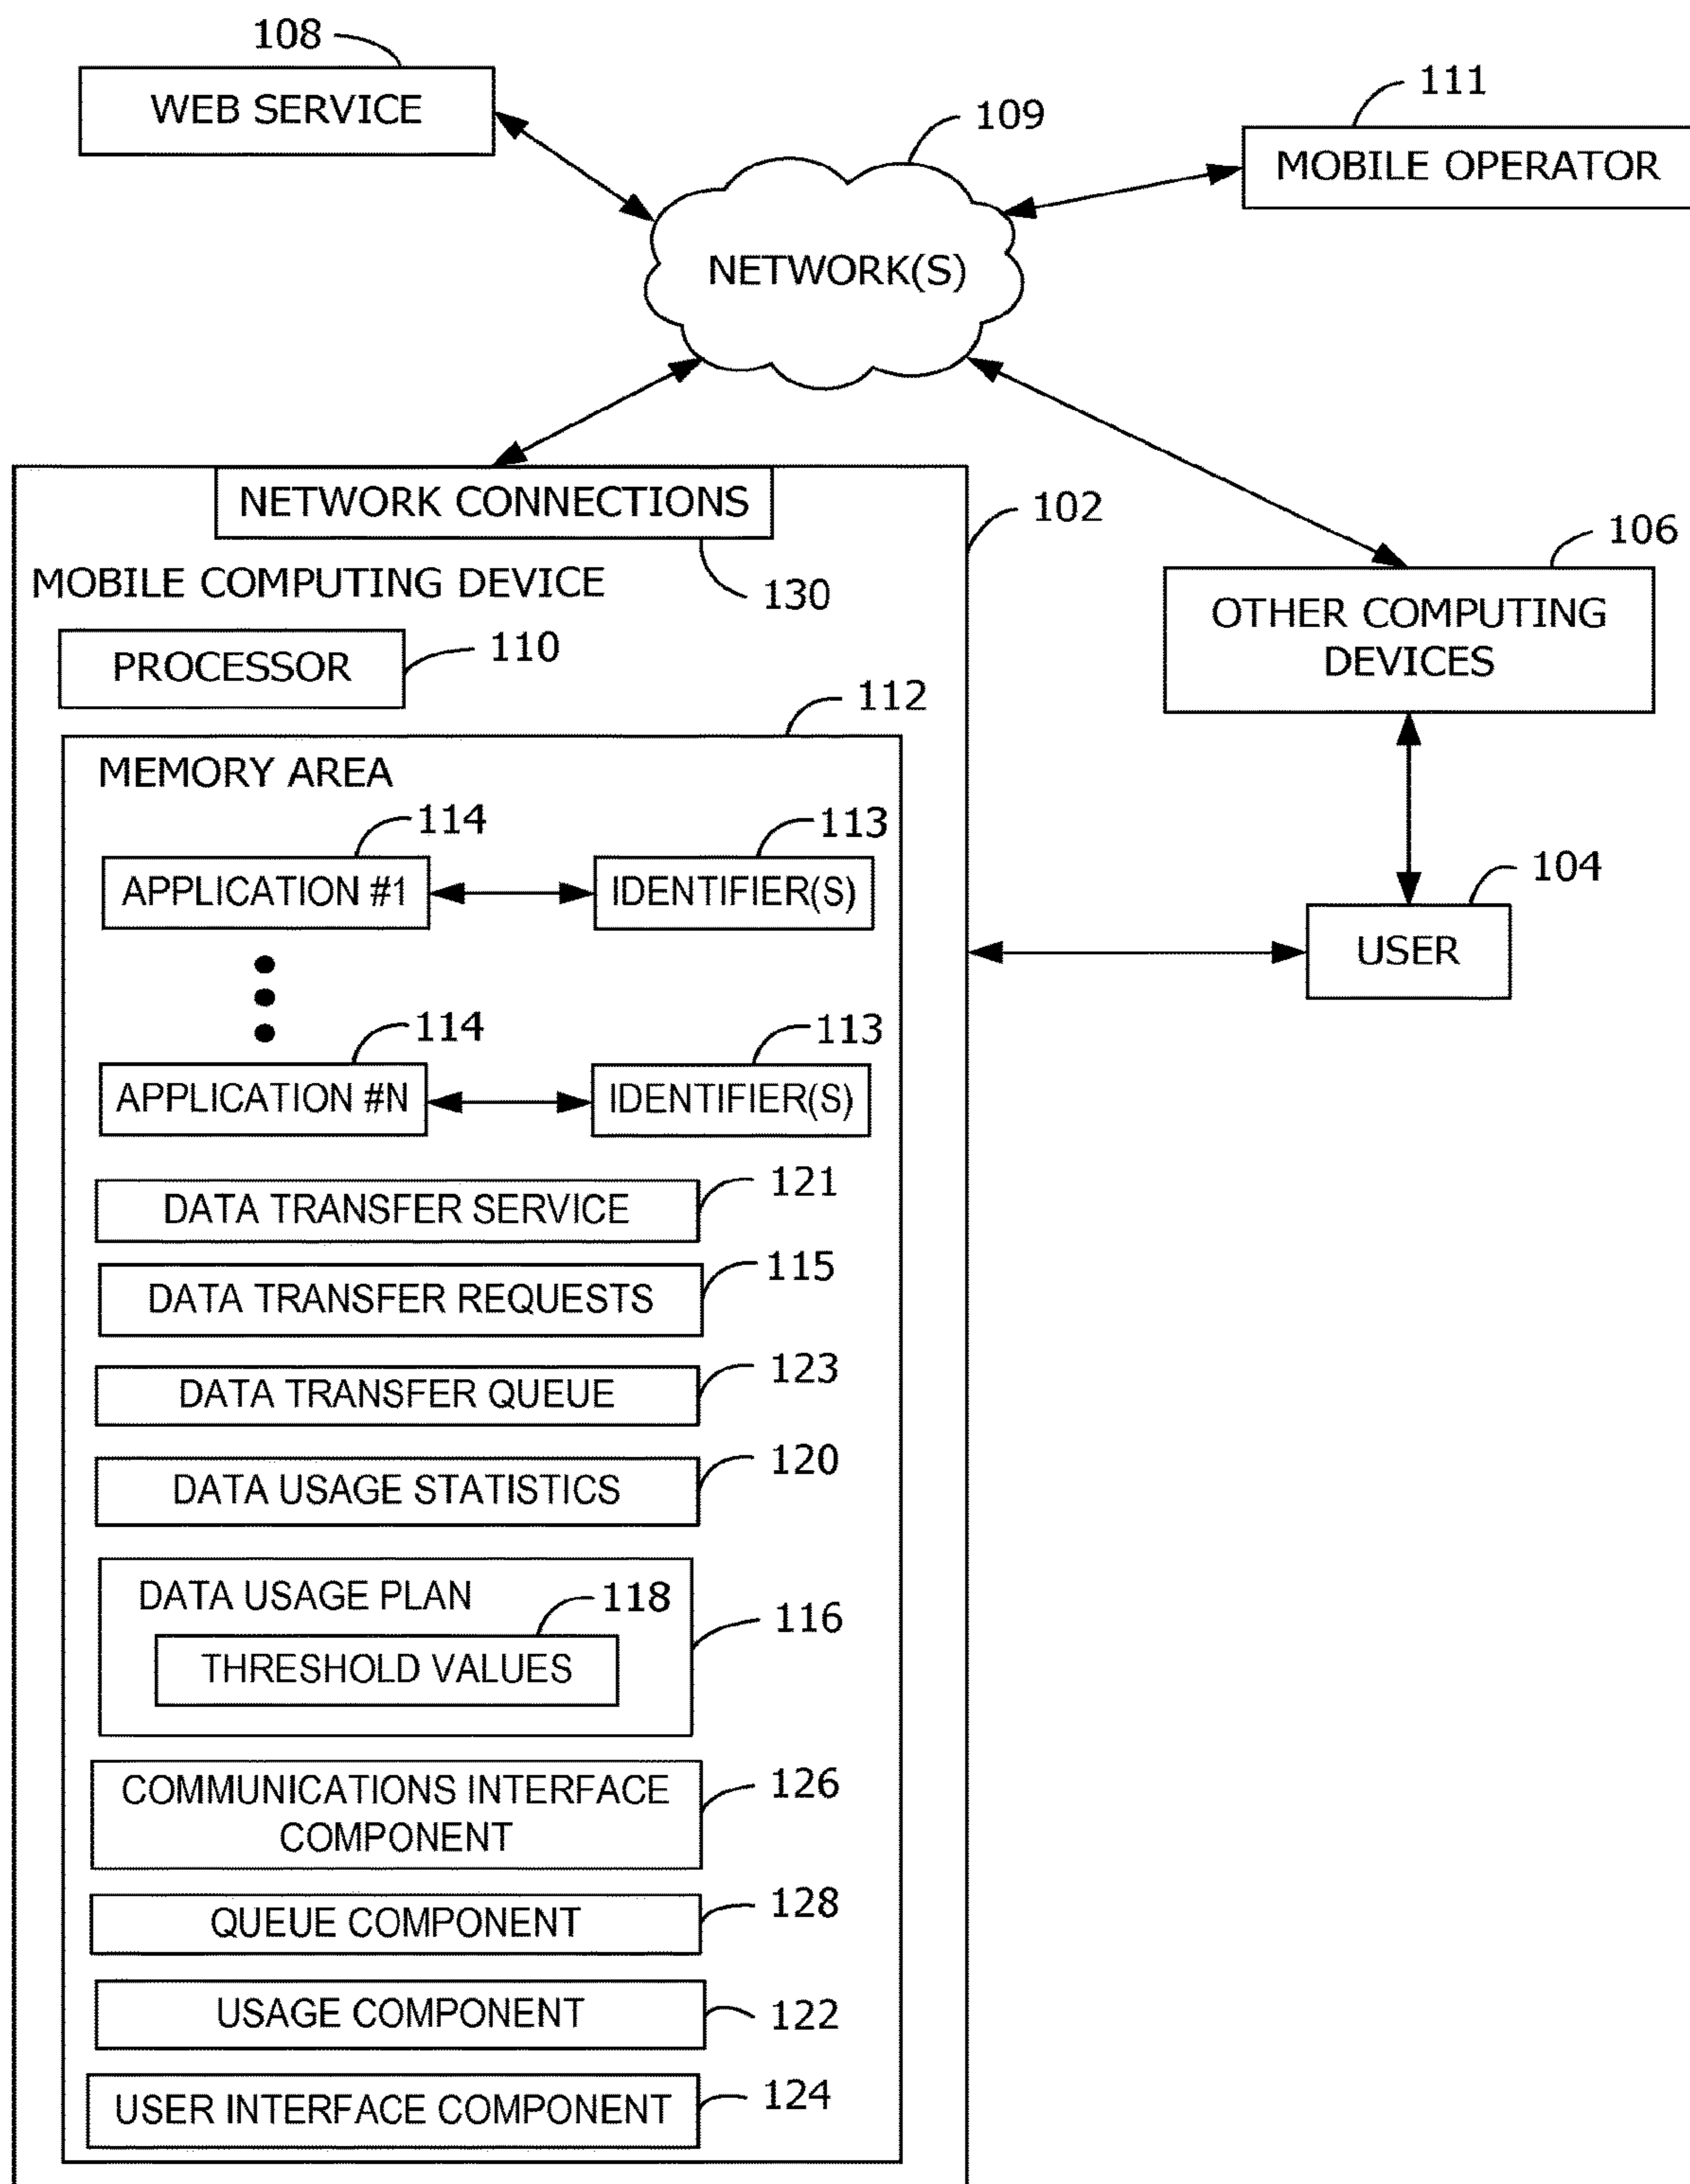 108
WEB SERVICE
111
MOBILE OPERATOR
109
NETWORK(S)
NETWORK CONNECTIONS
102
130
MOBILE COMPUTING DEVICE
106
OTHER COMPUTING
DEVICES
PROCESSOR
110
112
MEMORY AREA
114
113
APPLICATION #1
IDENTIFIER(S)
104
USER
114
113
APPLICATION #N
IDENTIFIER(S)
121
DATA TRANSFER SERVICE
115
DATA TRANSFER REQUESTS
123
DATA TRANSFER QUEUE
120
DATA USAGE STATISTICS
DATA USAGE PLAN
118
116
THRESHOLD VALUES
COMMUNICATIONS INTERFACE
COMPONENT
126
QUEUE COMPONENT
128
USAGE COMPONENT
122
USER INTERFACE COMPONENT
124